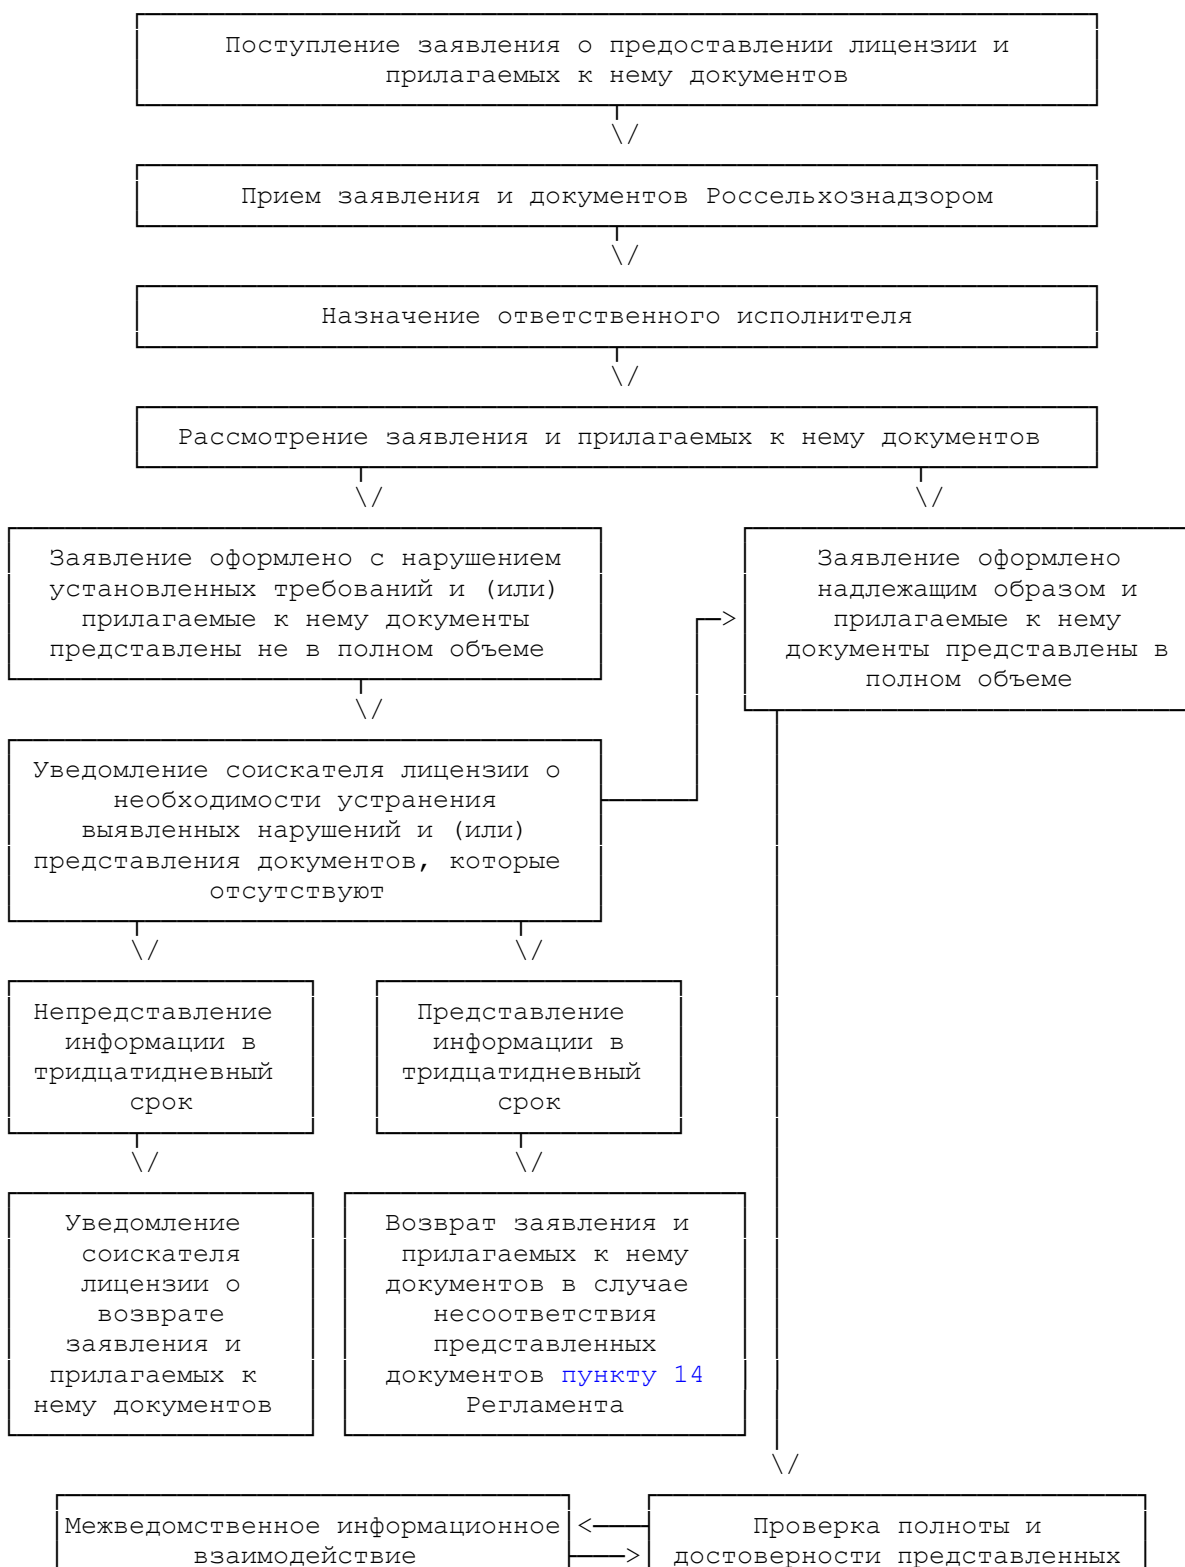 Поступление заявления о предоставлении лицензии и
прилагаемых к нему документов
\/
Прием заявления и документов Россельхознадзором
\/
Назначение ответственного исполнителя
\/
Рассмотрение заявления и прилагаемых к нему документов
\/
\/
Заявление оформлено с нарушением
установленных требований и (или)
прилагаемые к нему документы
представлены не в полном объеме
\/
>
Заявление оформлено
надлежащим образом и
прилагаемые к нему
документы представлены в
полном объеме
Уведомление соискателя лицензии о
необходимости устранения
выявленных нарушений и (или)
представления документов, которые
отсутствуют
\/
\/
Непредставление
информации в
тридцатидневный
срок
\/
Представление
информации в
тридцатидневный
срок
\/
Уведомление
соискателя
лицензии о
возврате
заявления и
прилагаемых к
нему документов
Возврат заявления и
прилагаемых к нему
документов в случае
несоответствия
представленных
документов пункту 14
Регламента
\/
Межведомственное информационное
взаимодействие
<
>
Проверка полноты и
достоверности представленных